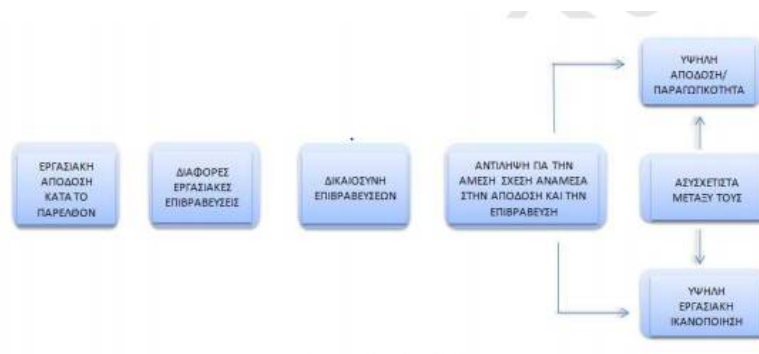 ΕΡΓΑΣΙΑΚΗ
ΑΠΟΔΟΣΗ
ΚΑΤΑ ΤΟ
ΠΑΡΕΛΘΟΝ
ΔΙΑΦΟΡΕΣ
ΕΡΓΑΣΙΑΚΕΣ
ΕΠΙΒΡΑΒΕΥΣΕΙΣ
ΔΙΚΑΙΟΣΥΝΗ
ΕΠΙΒΡΑΒΕΥΣΕΩΝ
ΑΝΤΙΛΗΨΗ ΓΙΑ ΤΗΝ
ΑΜΕΣΗ ΣΧΕΣΗ ΑΝΑΜΕΣΑ
ΣΤΗΝ ΑΠΟΔΟΣΗ ΚΑΙ ΤΗΝ
ΕΠΙΒΡΑΒΕΥΣΗ
ΥΨΗΛΗ
ΑΠΟΔΟΣΗ/
ΠΑΡΑΓΩΓΙΚΟΤΗΤΑ
ΑΣΥΣΧΕΤΙΣΤΑ
ΜΕΤΑΞΥ ΤΟΥΣ
ΥΨΗΛΗ
ΕΡΓΑΣΙΑΚΗ
ΙΚΑΝΟΠΟΙΗΣΗ